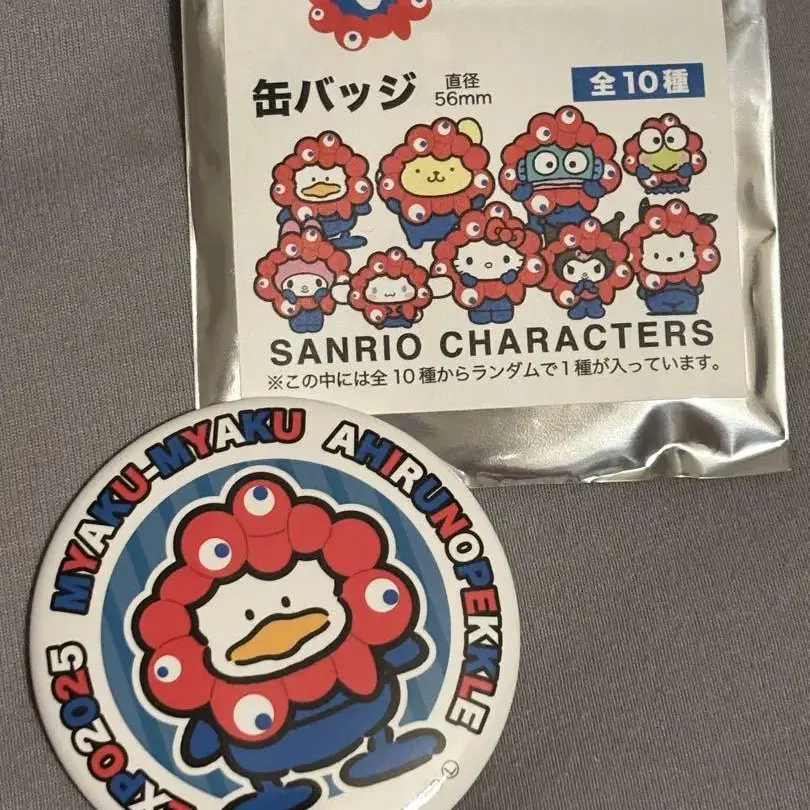 缶バッジ
直径
56mm
全10種
SANRIO CHARACTERS
※この中には全10種からランダムで1種が入っています。
EXPO2025 MYAKU-MYAKU AHIRUNOPEKKLE